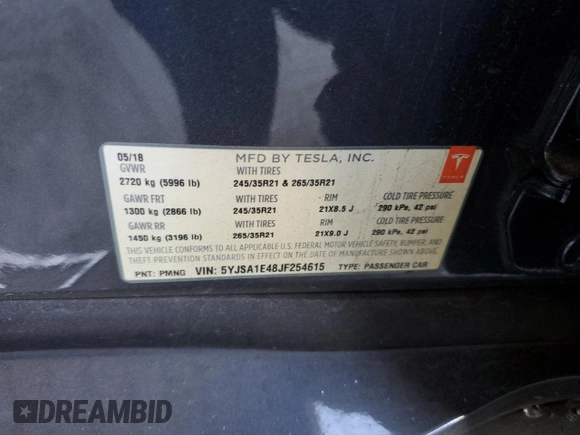 05/18 MFD BY TESLA, INC.
GVWR WITH TIRES
2720 kg (5996 lb) 245/35R21 & 265/35R21
GAWR FRT WITH TIRES RIM COLD TIRE PRESSURE
1300 kg (2866 lb) 245/35R21 21X8.5 J 290 kPa, 42 psi
GAWR RR WITH TIRES RIM COLD TIRE PRESSURE
1450 kg (3196 lb) 265/35R21 21X9.0 J 290 kPa, 42 psi
THIS VEHICLE CONFORMS TO ALL APPLICABLE U.S. FEDERAL MOTOR VEHICLE SAFETY, BUMPER, AND
THEFT PREVENTION STANDARDS IN EFFECT ON THE DATE OF MANUFACTURE SHOWN ABOVE.
PNT: PMNG VIN: 5YJSA1E48JF254615 TYPE: PASSENGER CAR
TESLA
DREAMBID